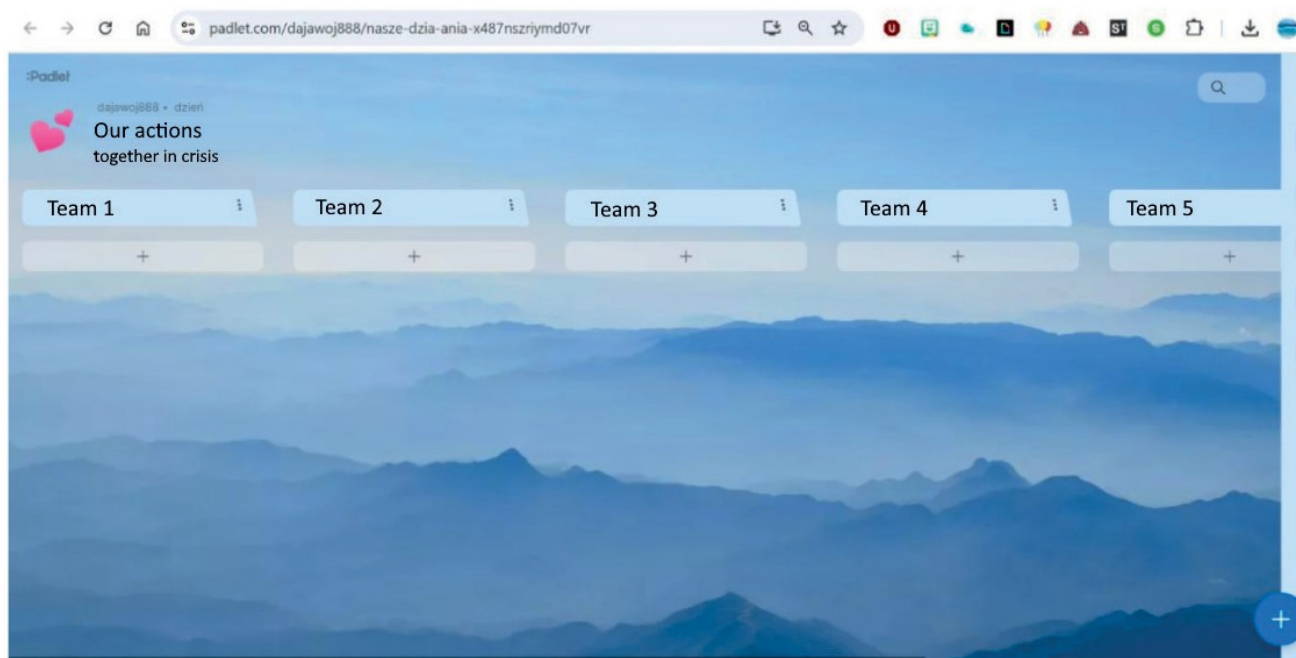 padlet.com/dajawoj888/nasze-dzia-ania-x487nszriymd07vr
:Padlet
dajawoj888 • dzień
Our actions
together in crisis
Team 1
Team 2
Team 3
Team 4
Team 5